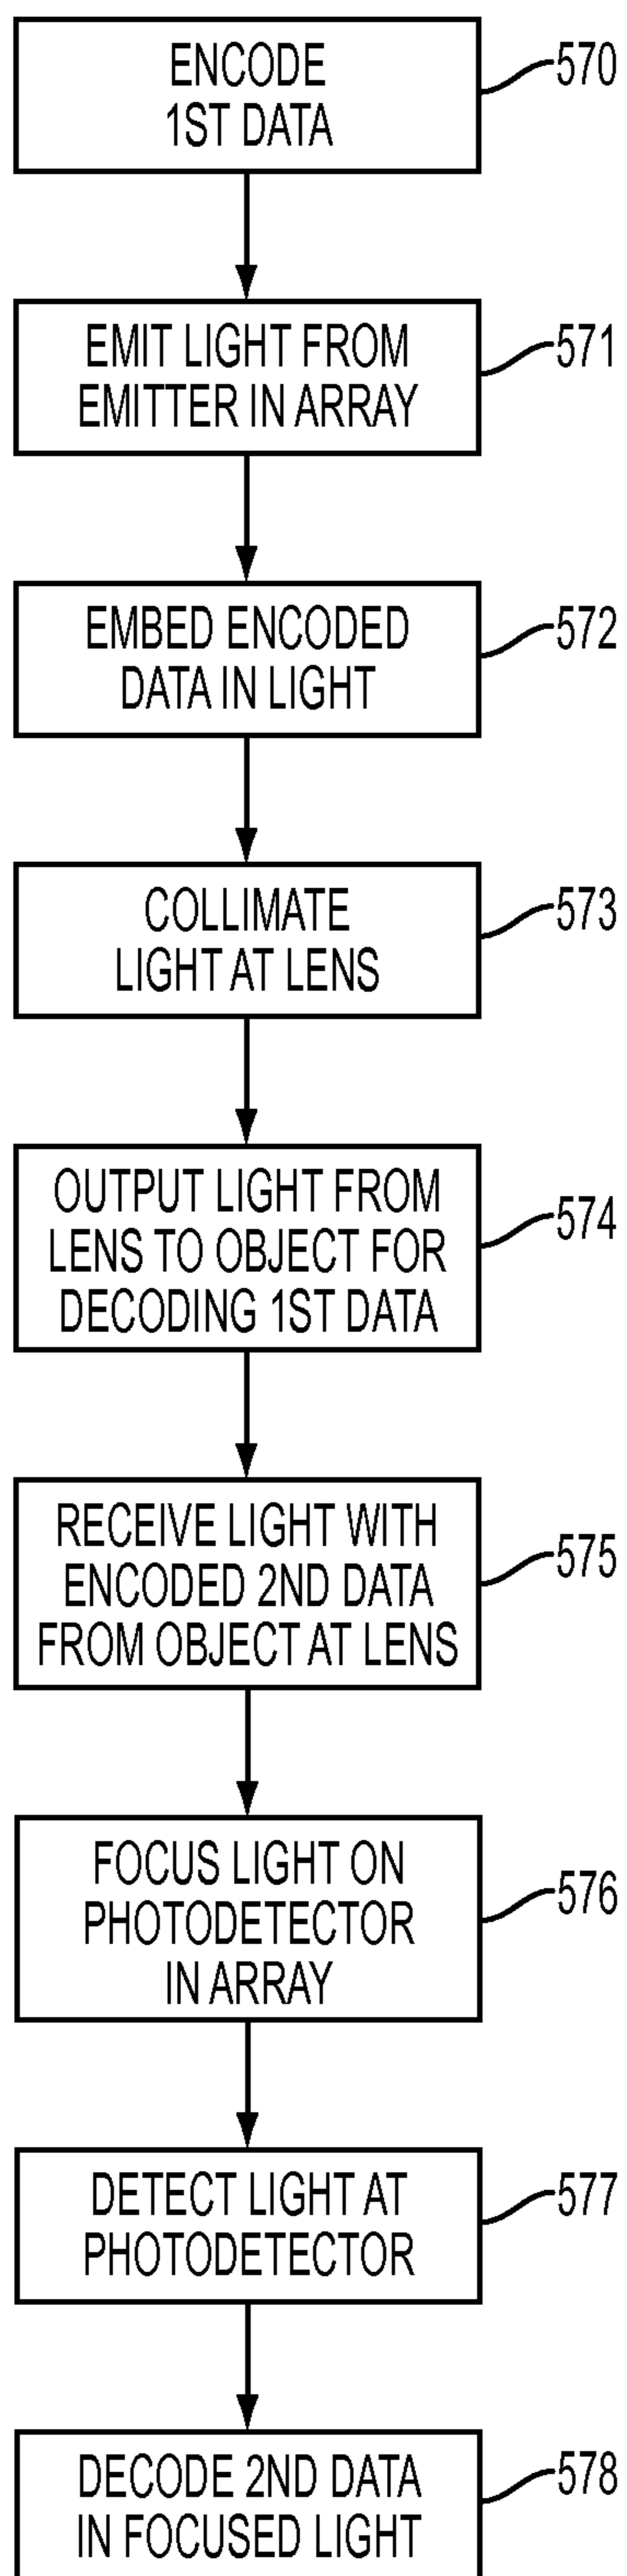 ENCODE
1ST DATA
570
EMIT LIGHT FROM
EMITTER IN ARRAY
571
EMBED ENCODED
DATA IN LIGHT
572
COLLIMATE
LIGHT AT LENS
573
OUTPUT LIGHT FROM
LENS TO OBJECT FOR
DECODING 1ST DATA
574
RECEIVE LIGHT WITH
ENCODED 2ND DATA
FROM OBJECT AT LENS
575
FOCUS LIGHT ON
PHOTODETECTOR
IN ARRAY
576
DETECT LIGHT AT
PHOTODETECTOR
577
DECODE 2ND DATA
IN FOCUSED LIGHT
578